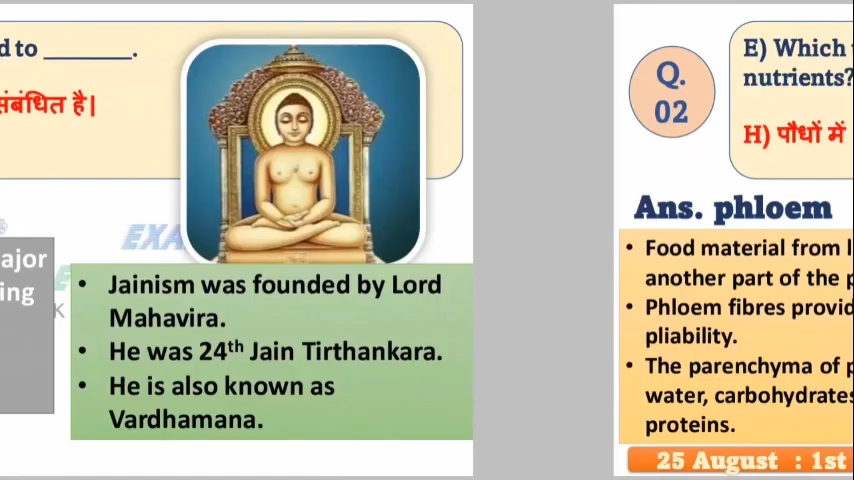 d to _______.
संबंधित है|
EXA
ajor
ing
K
• Jainism was founded by Lord
Mahavira.
• He was 24th Jain Tirthankara.
• He is also known as
Vardhamana.
Q.
02
E) Which
nutrients?
H) पौधों में
Ans. phloem
• Food material from l
another part of the p
• Phloem fibres provid
pliability.
• The parenchyma of p
water, carbohydrates
proteins.
25 August : 1st